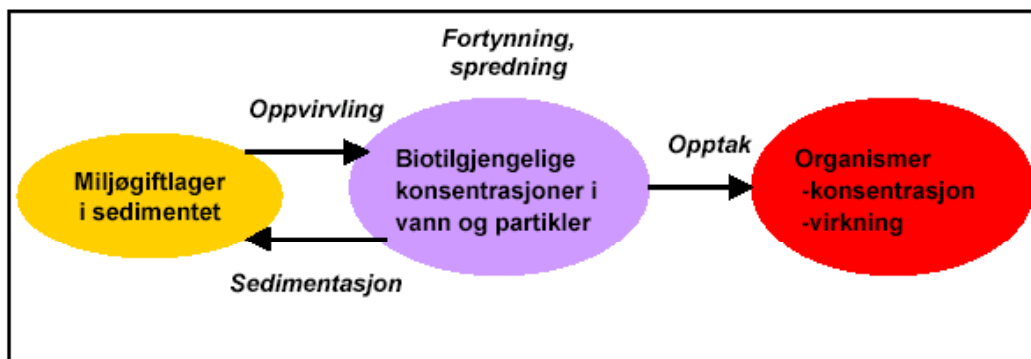 Fortynning,
spredning
Oppvirvling
Miljøgiftlager
i sedimentet
Biotilgjengelige
konsentrasjoner i
vann og partikler
Opptak
Organismer
-konsentrasjon
-virkning
Sedimentasjon